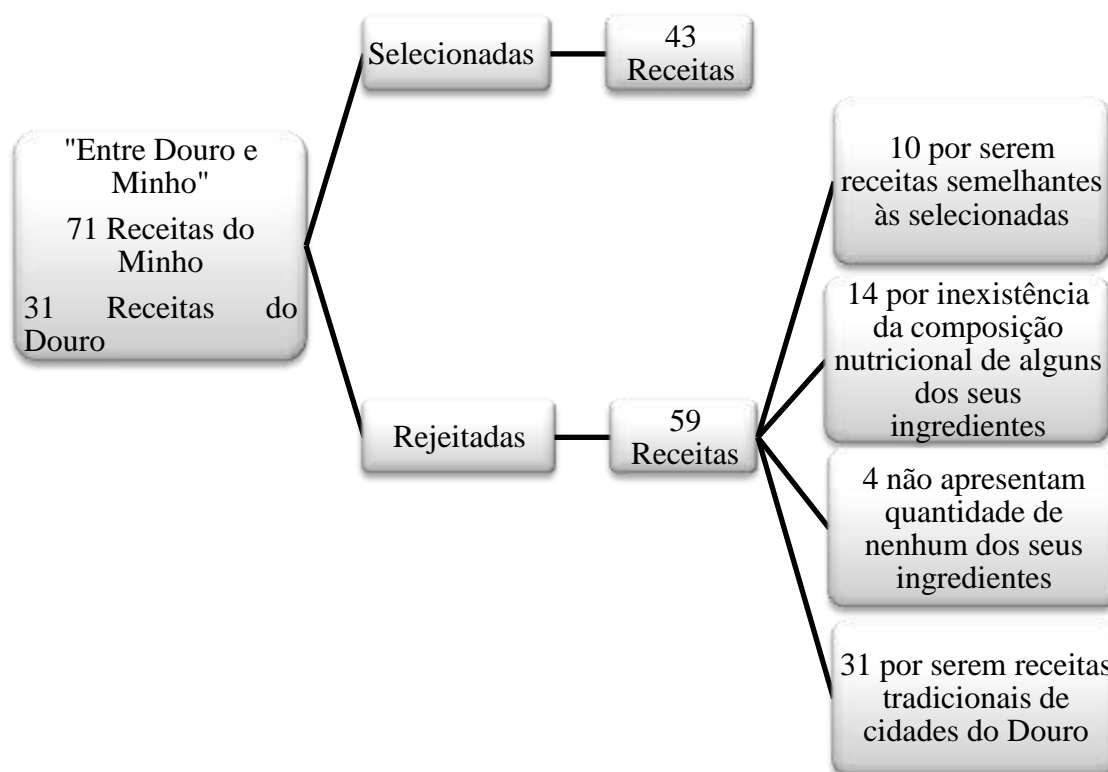 "Entre Douro e
Minho"
71 Receitas do
Minho
31 Receitas do
Douro
Selecionadas
43
Receitas
Rejeitadas
59
Receitas
10 por serem
receitas semelhantes
às selecionadas
14 por inexistência
da composição
nutricional de alguns
dos seus
ingredientes
4 não apresentam
quantidade de
nenhum dos seus
ingredientes
31 por serem receitas
tradicionais de
cidades do Douro